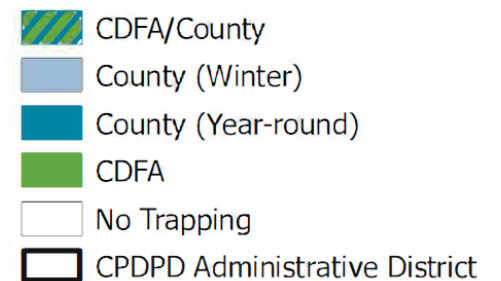 CDFA/County
County (Winter)
County (Year-round)
CDFA
No Trapping
CPDPD Administrative District